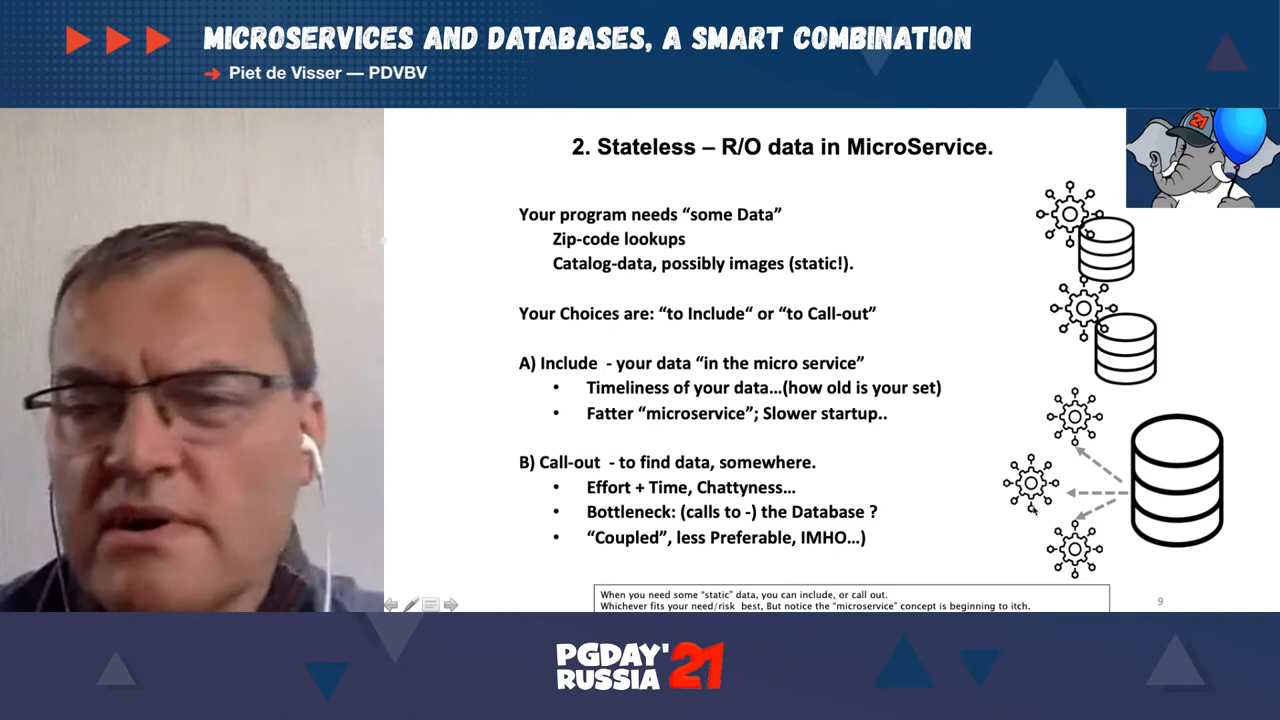 MICROSERVICES AND DATABASES, A SMART COMBINATION
Piet de Visser — PDVBV
21
2. Stateless – R/O data in MicroService.
Your program needs “some Data”
Zip-code lookups
Catalog-data, possibly images (static!).
Your Choices are: “to Include“ or “to Call-out”
A) Include - your data “in the micro service”
• Timeliness of your data...(how old is your set)
• Fatter “microservice”; Slower startup..
B) Call-out - to find data, somewhere.
• Effort + Time, Chattyness...
• Bottleneck: (calls to -) the Database ?
• “Coupled”, less Preferable, IMHO...)
When you need some “static” data, you can include, or call out.
Whichever fits your need/risk best, But notice the “microservice” concept is beginning to itch.
9
PGDAY'21
RUSSIA